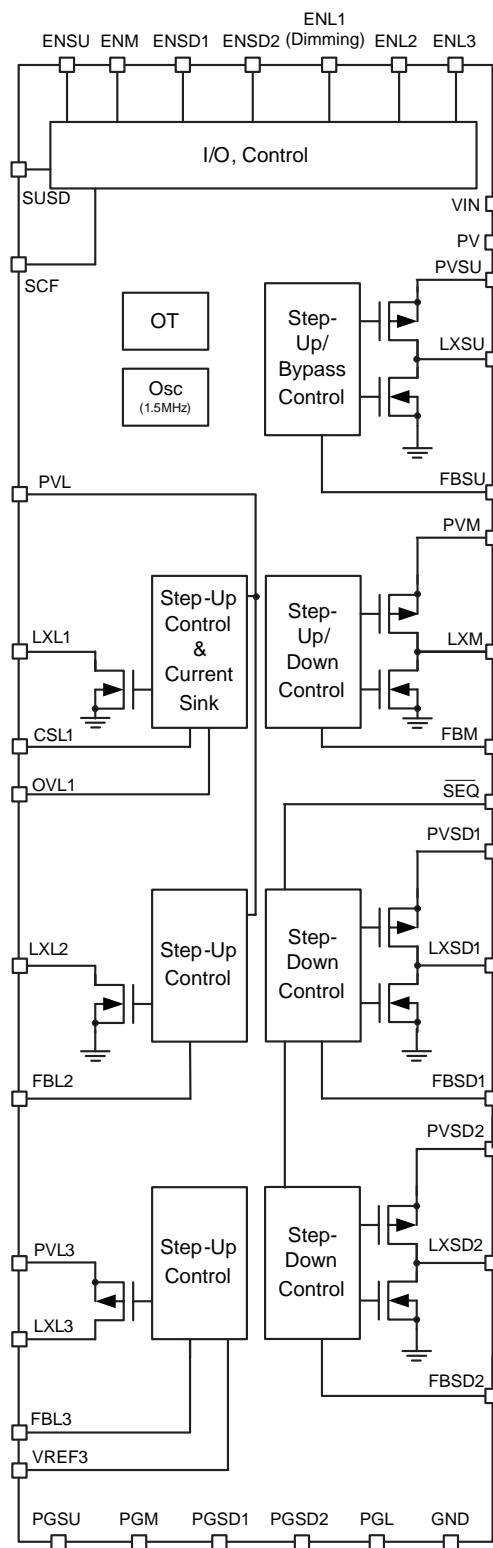 ENSU
ENM
ENSD1
ENSD2
ENL1
(Dimming)
ENL2
ENL3
I/O, Control
SUSD
SCF
VIN
PV
PVSU
LXSU
FBSU
OT
Osc
(1.5MHz)
Step-
Up/
Bypass
Control
PVL
LXL1
CSL1
OVL1
Step-Up
Control
&
Current
Sink
Step-
Up/
Down
Control
PVM
LXM
FBM
SEQ
PVSD1
LXSD1
FBSD1
LXL2
FBL2
Step-Up
Control
Step-
Down
Control
PVSD2
LXSD2
FBSD2
PVL3
LXL3
FBL3
VREF3
Step-Up
Control
Step-
Down
Control
PGSU
PGM
PGSD1
PGSD2
PGL
GND